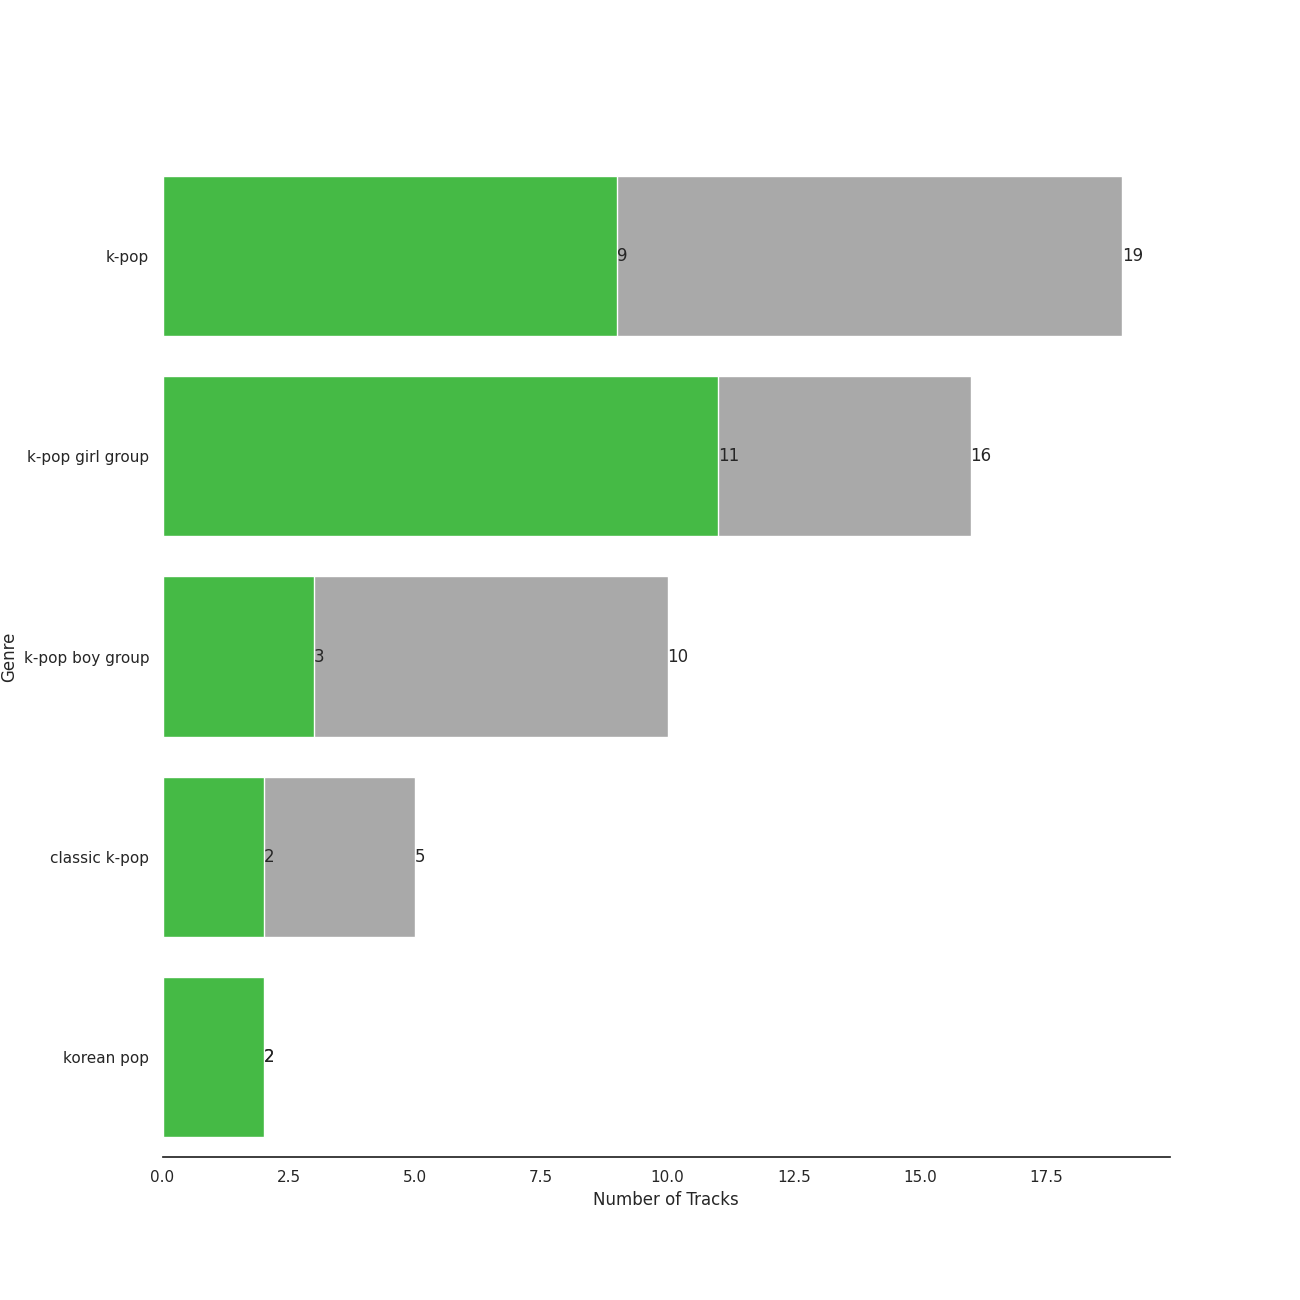 k-pop
9
19
k-pop girl group
11
16
Genre
k-pop boy group
3
10
classic k-pop
2
5
korean pop
2
0.0
2.5
5.0
7.5
10.0
12.5
15.0
17.5
Number of Tracks